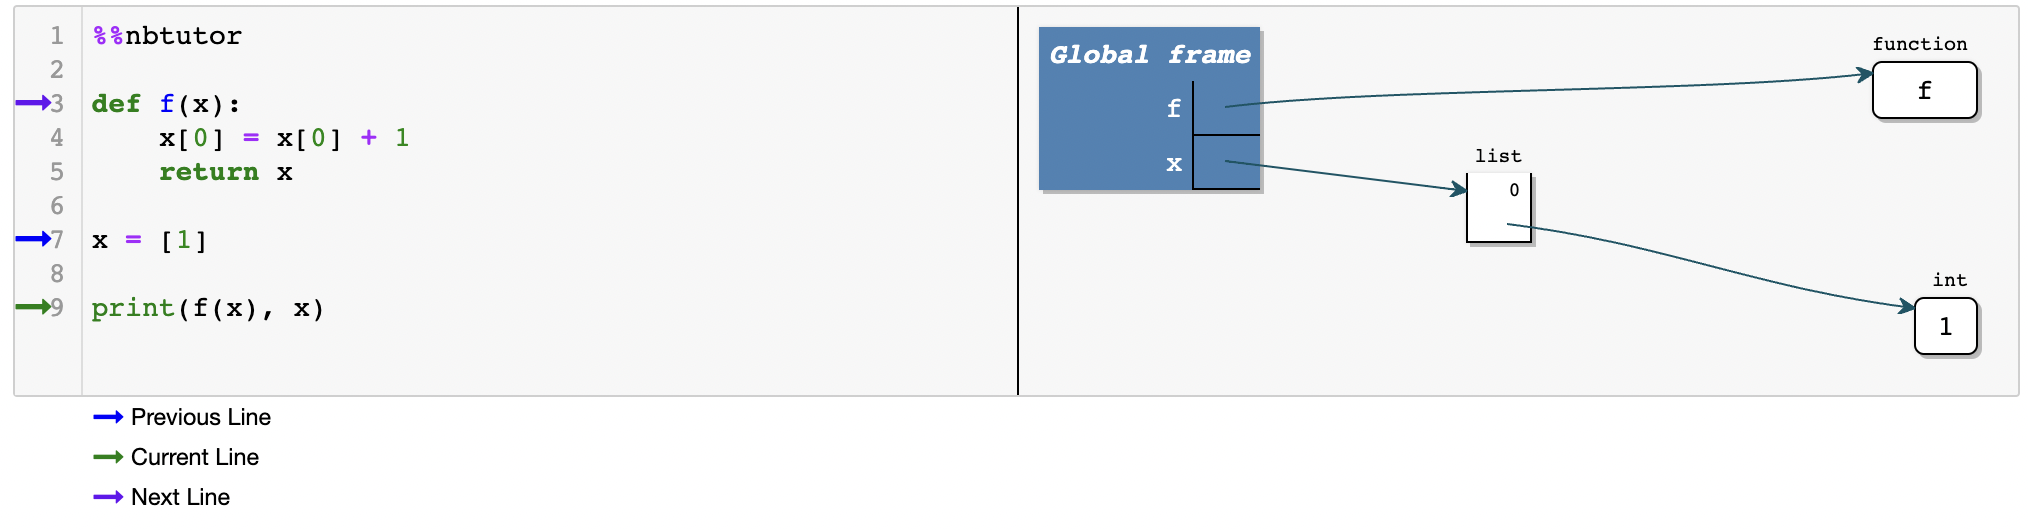 1 %%nbtutor
2
3 def f(x):
4     x[0] = x[0] + 1
5     return x
6
7 x = [1]
8
9 print(f(x), x)
Previous Line
Current Line
Next Line
Global frame
f
x
function
f
list
0
int
1